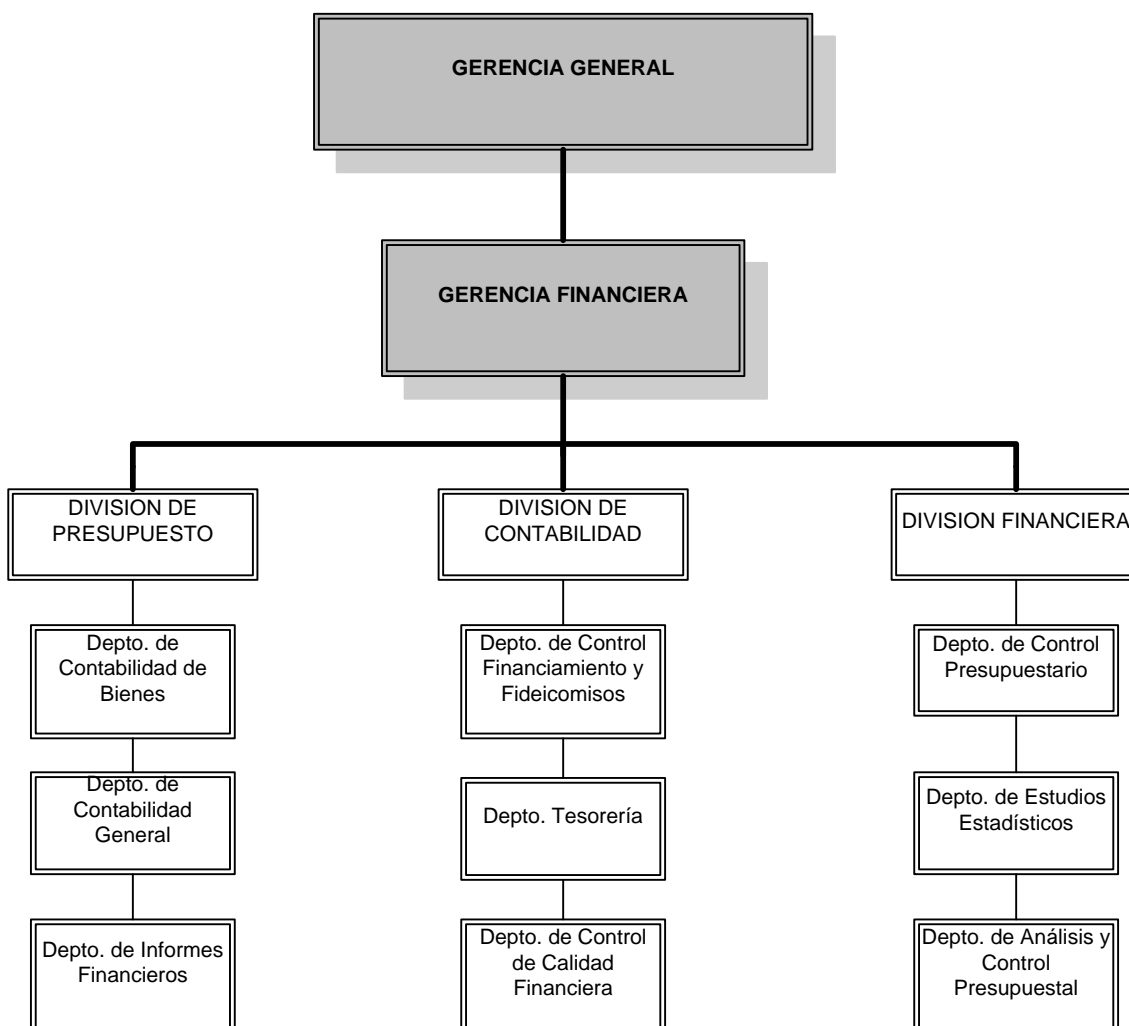 GERENCIA GENERAL
GERENCIA FINANCIERA
DIVISION DE
PRESUPUESTO
DIVISION DE
CONTABILIDAD
DIVISION FINANCIERA
Depto. de
Contabilidad de
Bienes
Depto. de Control
Financiamiento y
Fideicomisos
Depto. de Control
Presupuestario
Depto. de
Contabilidad
General
Depto. Tesorería
Depto. de Estudios
Estadísticos
Depto. de Informes
Financieros
Depto. de Control
de Calidad
Financiera
Depto. de Análisis y
Control
Presupuestal